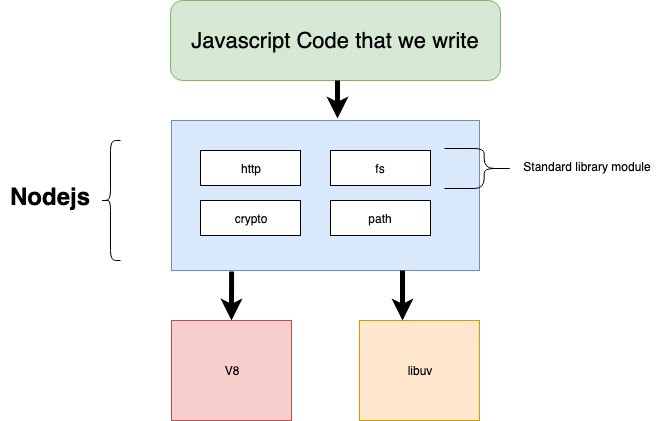 Javascript Code that we write
http
fs
Standard library module
Nodejs
crypto
path
V8
libuv